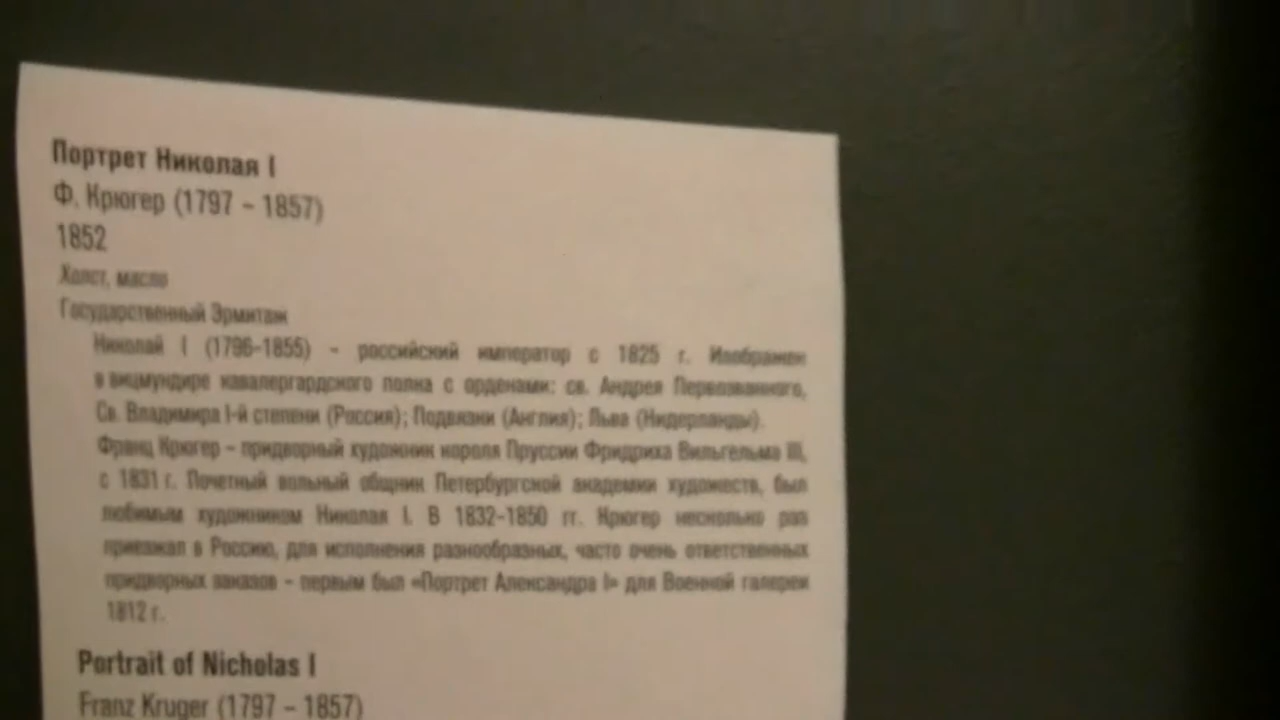 Портрет Николая I
Ф. Крюгер (1797 – 1857)
1852
Холст, масло
Государственный Эрмитаж
Николай I (1796-1855) - российский император с 1825 г. Изображен
в вицмундире кавалергардского полка с орденами: св. Андрея Первозванного,
Св. Владимира I-й степени (Россия); Подвязки (Англия); Льва (Нидерланды).
Франц Крюгер – придворный художник короля Пруссии Фридриха Вильгельма III,
с 1831 г. Почетный вольный общник Петербургской академии художеств, был
любимым художником Николая I. В 1832-1850 гг. Крюгер несколько раз
приезжал в Россию, для исполнения разнообразных, часто очень ответственных
придворных заказов – первым был «Портрет Александра I» для Военной галереи
1812 г.
Portrait of Nicholas I
Franz Kruger (1797 – 1857)